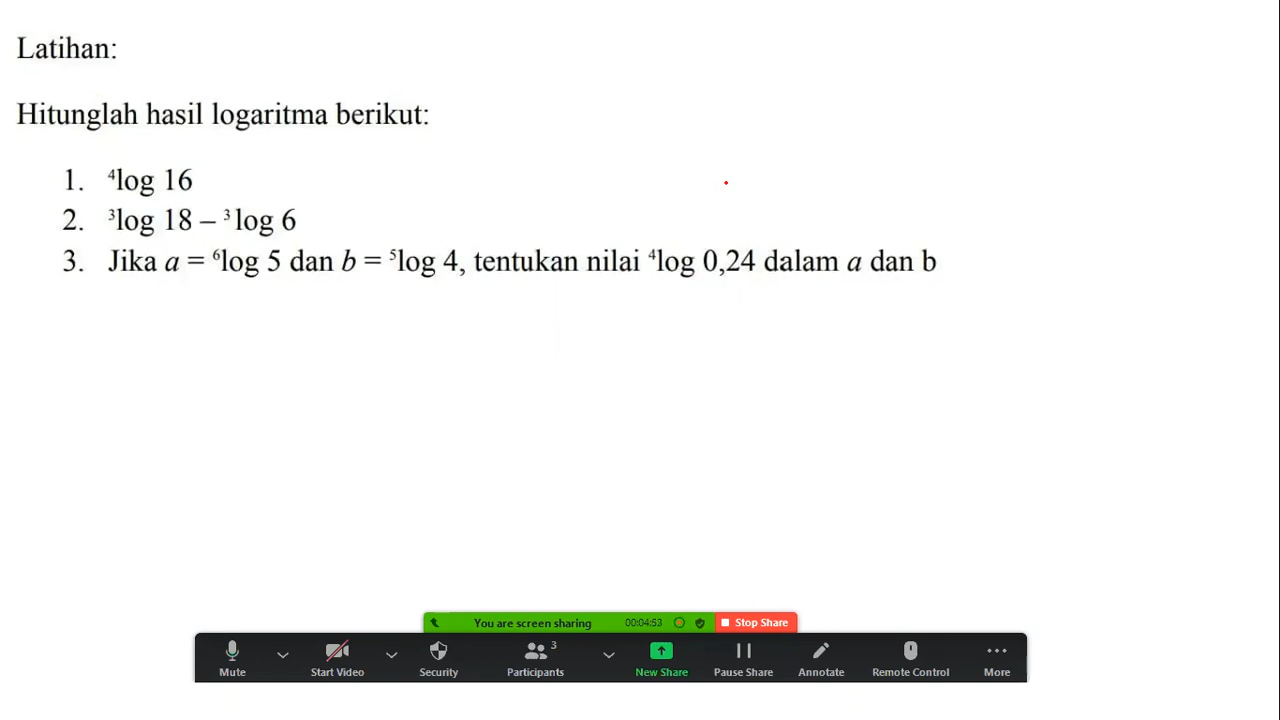 Latihan:
Hitunglah hasil logaritma berikut:
1. ⁴log 16
2. ³log 18 – ³ log 6
3. Jika a = ⁶log 5 dan b = ⁵log 4, tentukan nilai ⁴log 0,24 dalam a dan b
You are screen sharing 00:04:53 Stop Share
3
Mute Start Video Security Participants New Share Pause Share Annotate Remote Control More